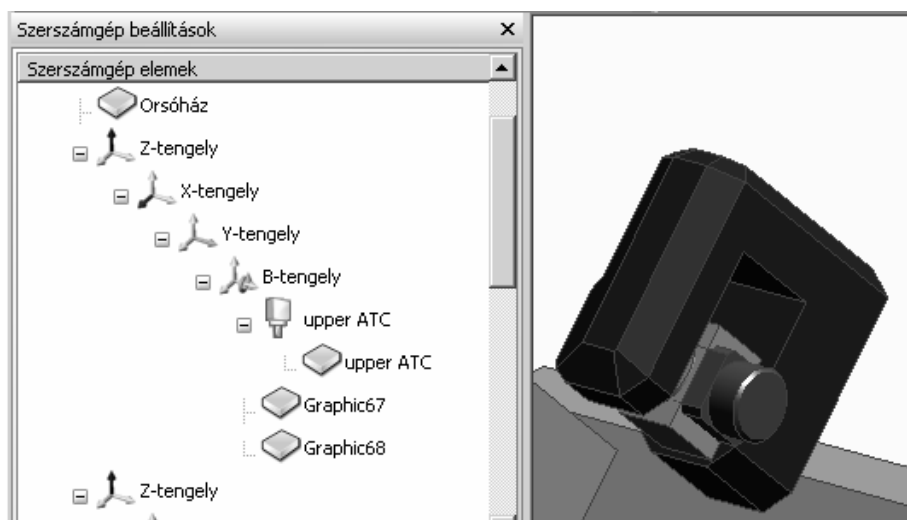 Szerszámgép beállítások
Szerszámgép elemek
Orsóház
Z-tengely
X-tengely
Y-tengely
B-tengely
upper ATC
upper ATC
Graphic67
Graphic68
Z-tengely